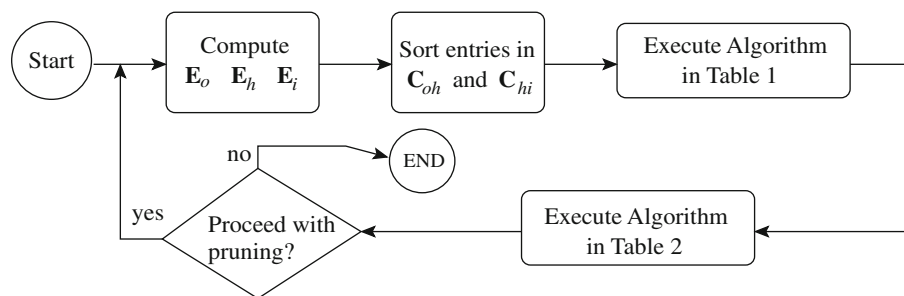 Start
Compute
E_o E_h E_i
Sort entries in
C_oh and C_hi
Execute Algorithm
in Table 1
no
END
yes
Proceed with
pruning?
Execute Algorithm
in Table 2